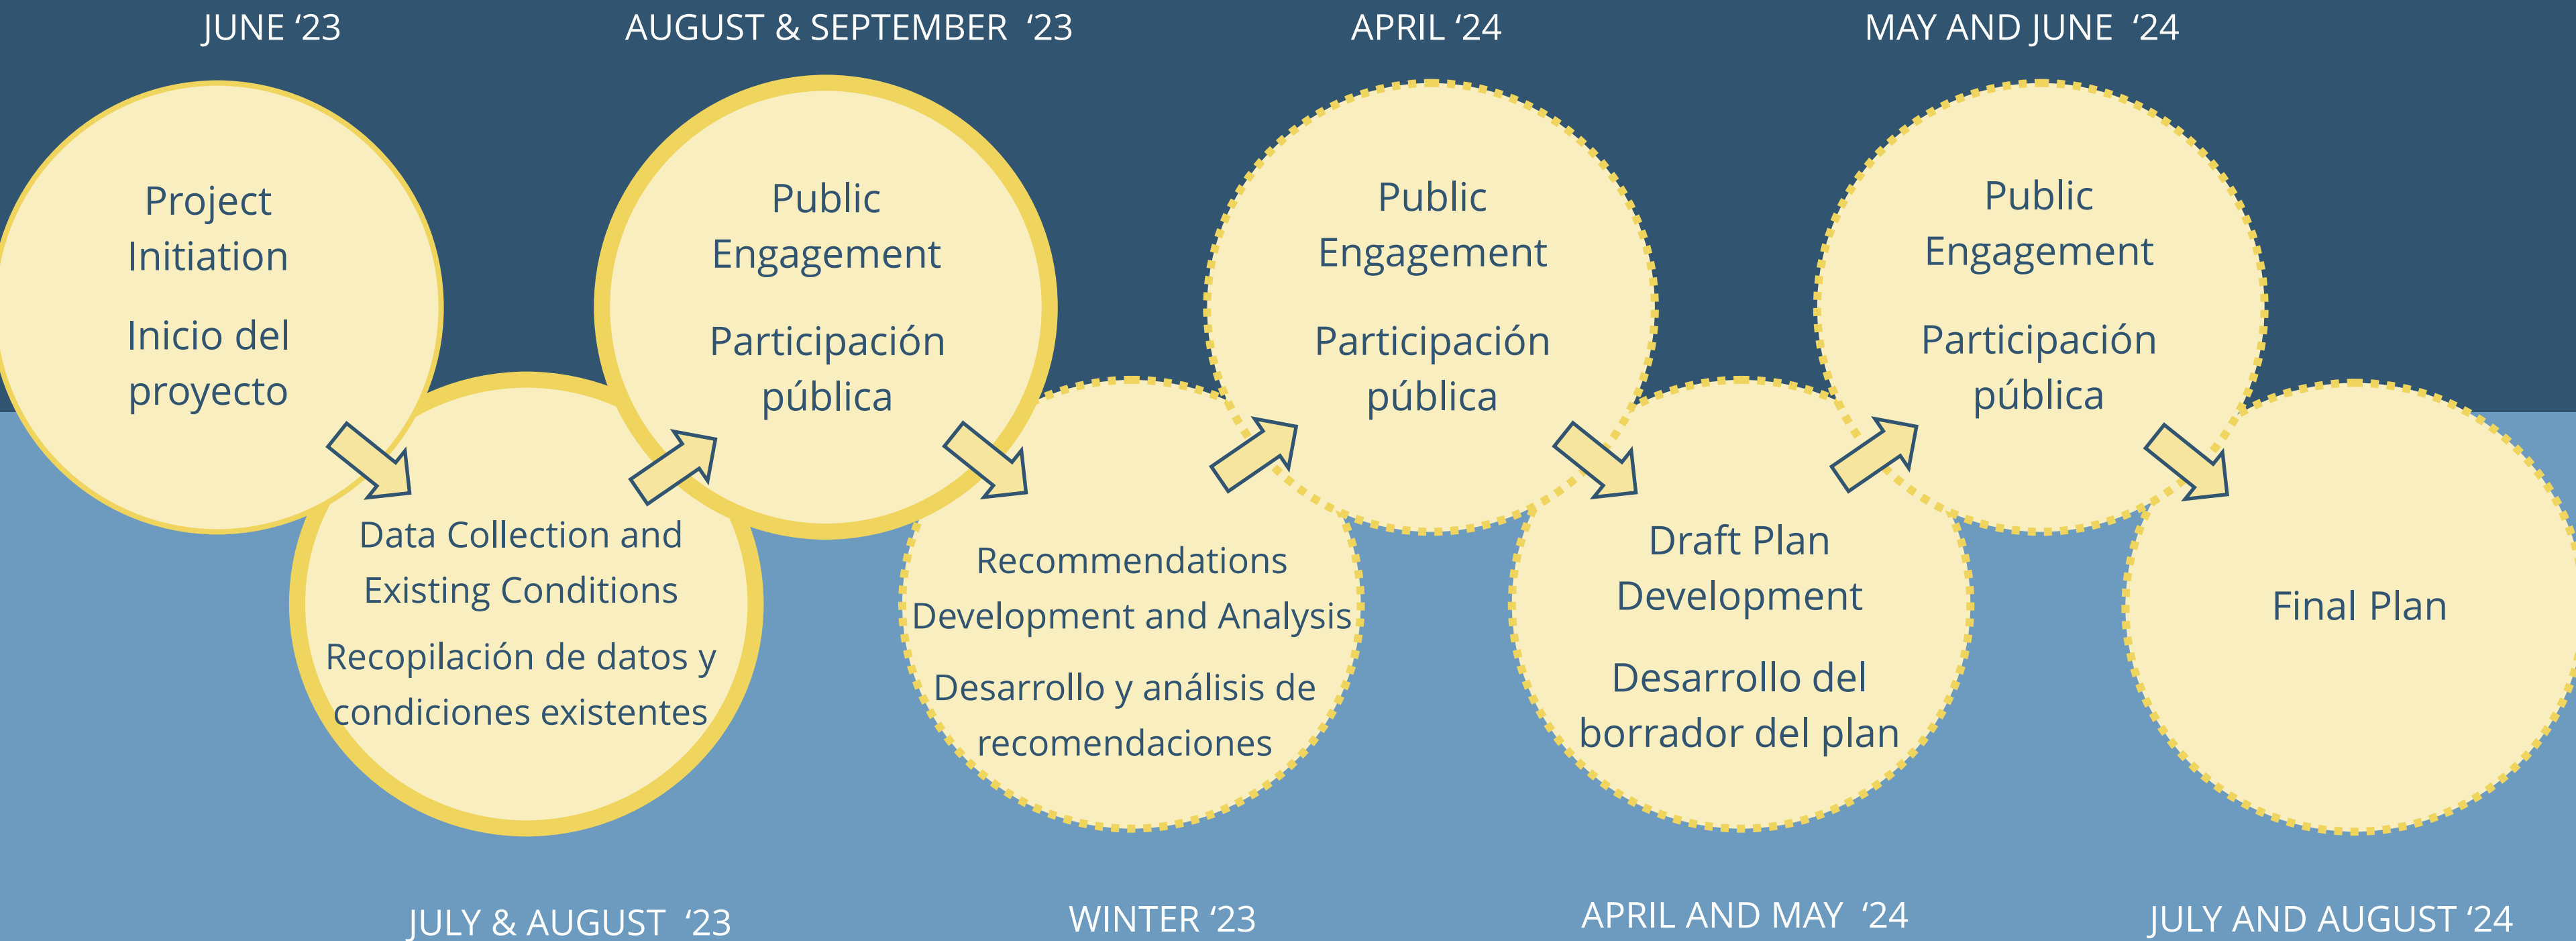 JUNE ‘23
AUGUST & SEPTEMBER ‘23
APRIL ‘24
MAY AND JUNE ‘24
Project
Initiation
Inicio del
proyecto
Data Collection and
Existing Conditions
Recopilación de datos y
condiciones existentes
Public
Engagement
Participación
pública
Recommendations
Development and Analysis
Desarrollo y análisis de
recomendaciones
Public
Engagement
Participación
pública
Draft Plan
Development
Desarrollo del
borrador del plan
Public
Engagement
Participación
pública
Final Plan
JULY & AUGUST ‘23
WINTER ‘23
APRIL AND MAY ‘24
JULY AND AUGUST ‘24